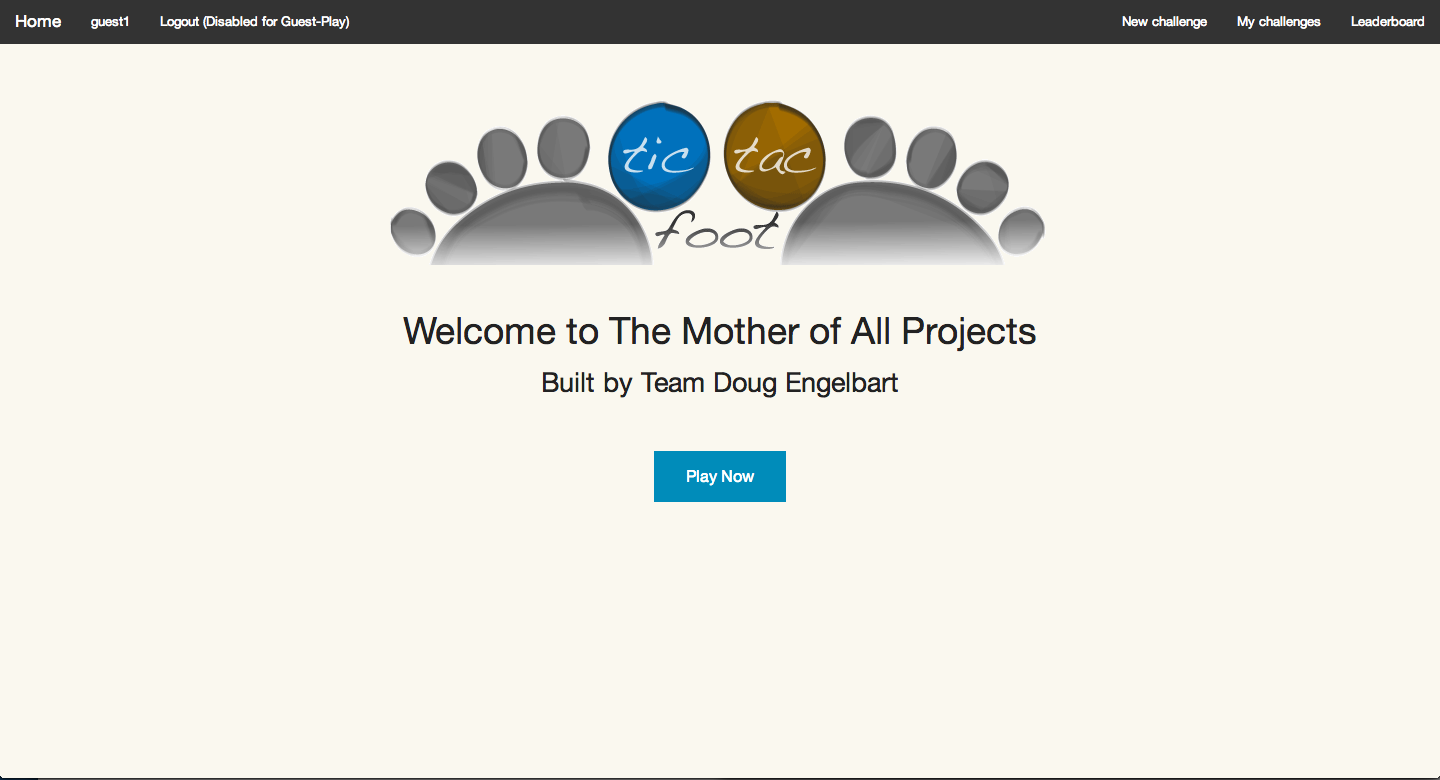 Home guest1 Logout (Disabled for Guest-Play) New challenge My challenges Leaderboard
tic tac
foot
Welcome to The Mother of All Projects
Built by Team Doug Engelbart
Play Now